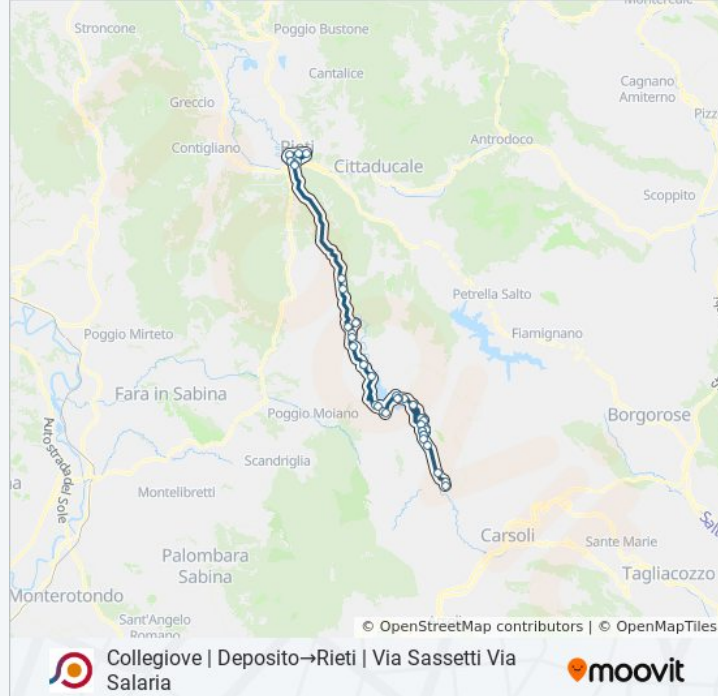 Stroncone
Poggio Bustone
Cantalice
Cagnano
Amiterno
Greccio
Contigliano
Rieti
Cittaducale
Antrodoco
Scoppito
Petrella Salto
Fiamignano
Poggio Mirteto
Fara in Sabina
Poggio Moiano
Borgorose
Autostrada del Sole
Scandriglia
Montelibretti
Carsoli
Sante Marie
Palombara
Sabina
Tagliacozzo
Monterotondo
Sant'Angelo
Romano
© OpenStreetMap contributors | © OpenMapTiles
Collegiove | Deposito→Rieti | Via Sassetti Via
Salaria
moovit